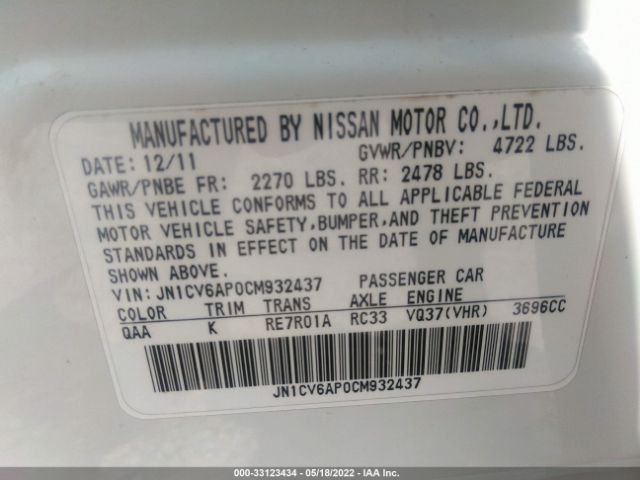 MANUFACTURED BY NISSAN MOTOR CO.,LTD.
DATE: 12/11 GVWR/PNBV: 4722 LBS.
GAWR/PNBE FR: 2270 LBS. RR: 2478 LBS.
THIS VEHICLE CONFORMS TO ALL APPLICABLE FEDERAL
MOTOR VEHICLE SAFETY,BUMPER,AND THEFT PREVENTION
STANDARDS IN EFFECT ON THE DATE OF MANUFACTURE
SHOWN ABOVE.
VIN: JN1CV6AP0CM932437 PASSENGER CAR
COLOR TRIM TRANS AXLE ENGINE
QAA K RE7R01A RC33 VQ37(VHR) 3696CC
JN1CV6AP0CM932437
000-33123434 - 05/18/2022 - IAA Inc.